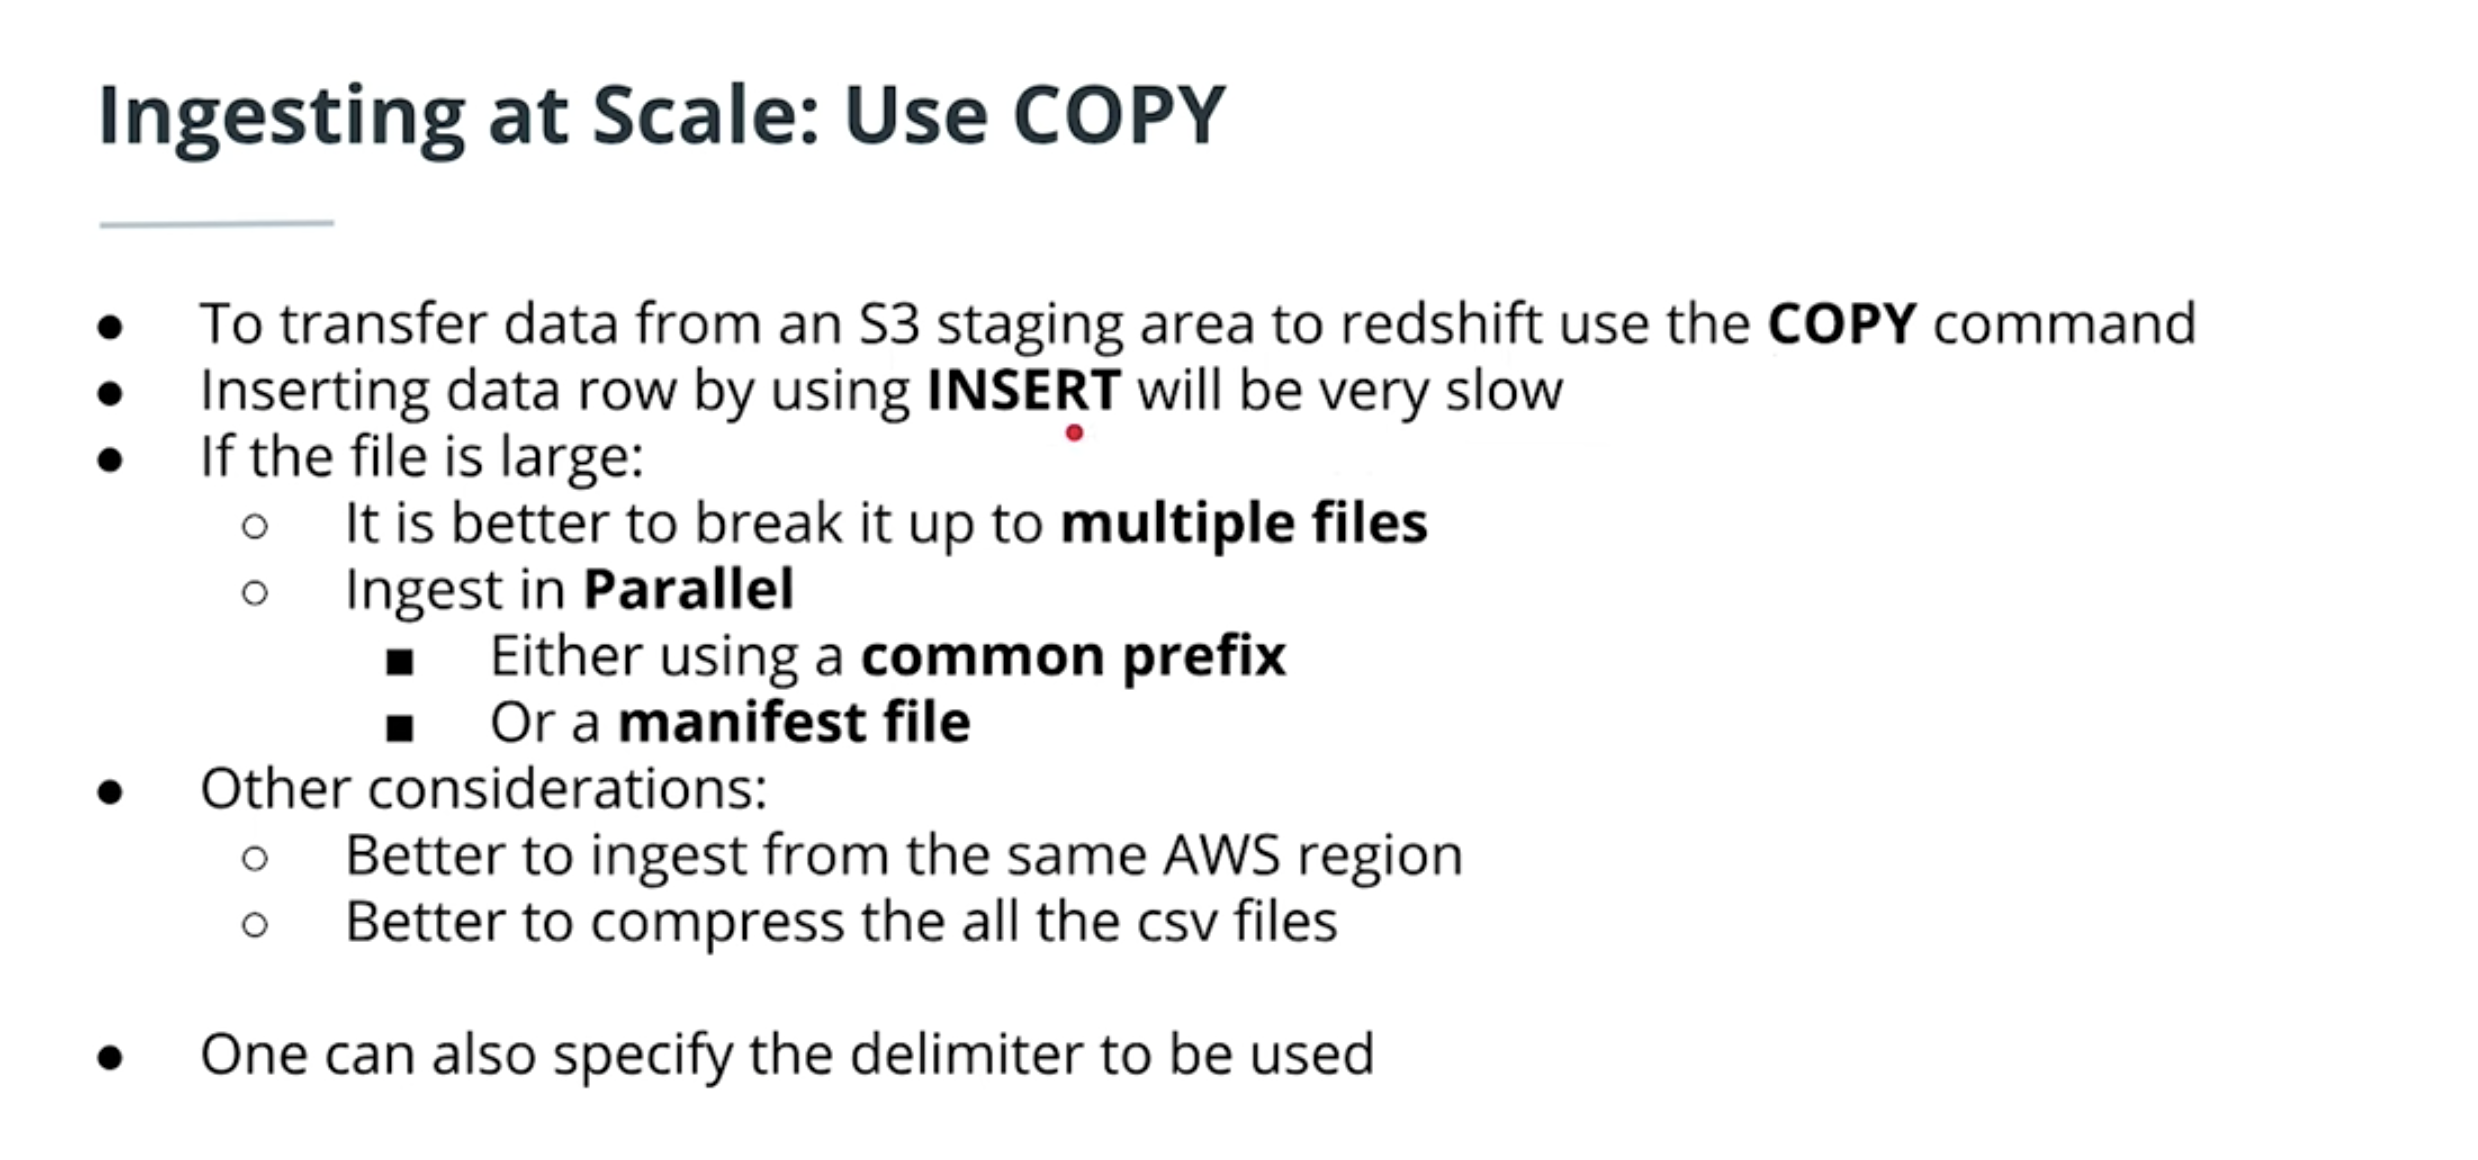 Ingesting at Scale: Use COPY
● To transfer data from an S3 staging area to redshift use the COPY command
● Inserting data row by using INSERT will be very slow
● If the file is large:
○ It is better to break it up to multiple files
○ Ingest in Parallel
■ Either using a common prefix
■ Or a manifest file
● Other considerations:
○ Better to ingest from the same AWS region
○ Better to compress the all the csv files
● One can also specify the delimiter to be used